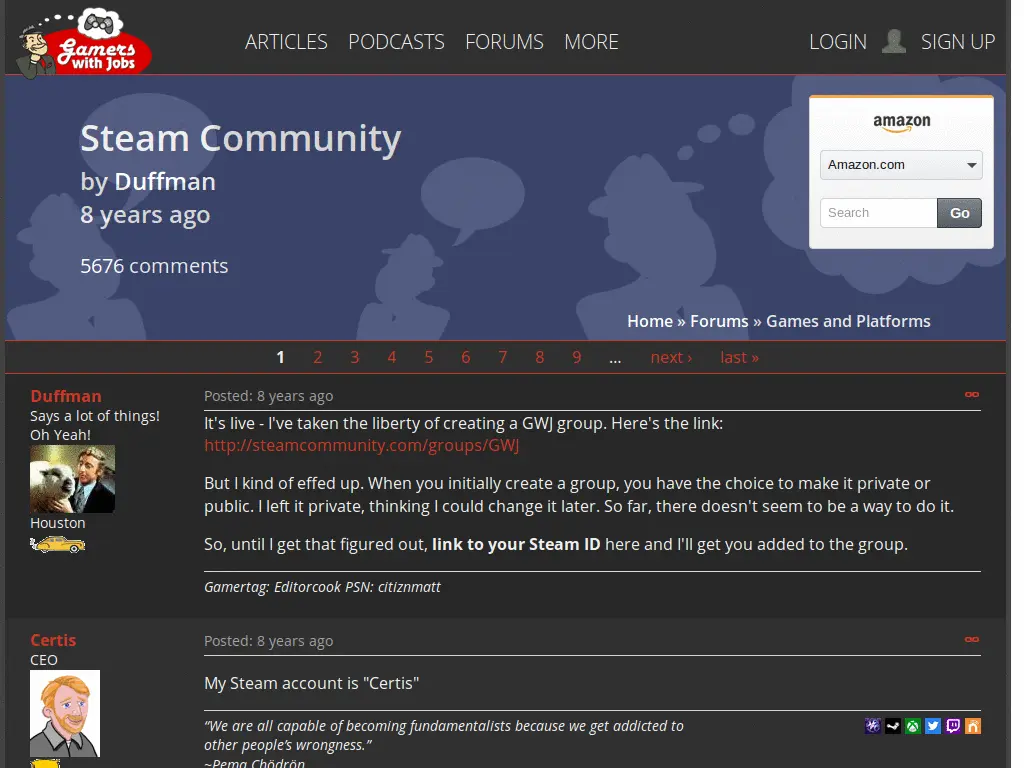 Gamers
with Jobs
ARTICLES PODCASTS FORUMS MORE
LOGIN SIGN UP
Steam Community
by Duffman
8 years ago
5676 comments
amazon
Amazon.com
Search Go
Home » Forums » Games and Platforms
1 2 3 4 5 6 7 8 9 ... next › last »
Duffman
Says a lot of things!
Oh Yeah!
Houston
Posted: 8 years ago
It's live - I've taken the liberty of creating a GWJ group. Here's the link:
http://steamcommunity.com/groups/GWJ
But I kind of effed up. When you initially create a group, you have the choice to make it private or
public. I left it private, thinking I could change it later. So far, there doesn't seem to be a way to do it.
So, until I get that figured out, link to your Steam ID here and I'll get you added to the group.
Gamertag: Editorcook PSN: citiznmatt
Certis
CEO
Posted: 8 years ago
My Steam account is "Certis"
“We are all capable of becoming fundamentalists because we get addicted to
other people’s wrongness.”
~Pema Chödrön